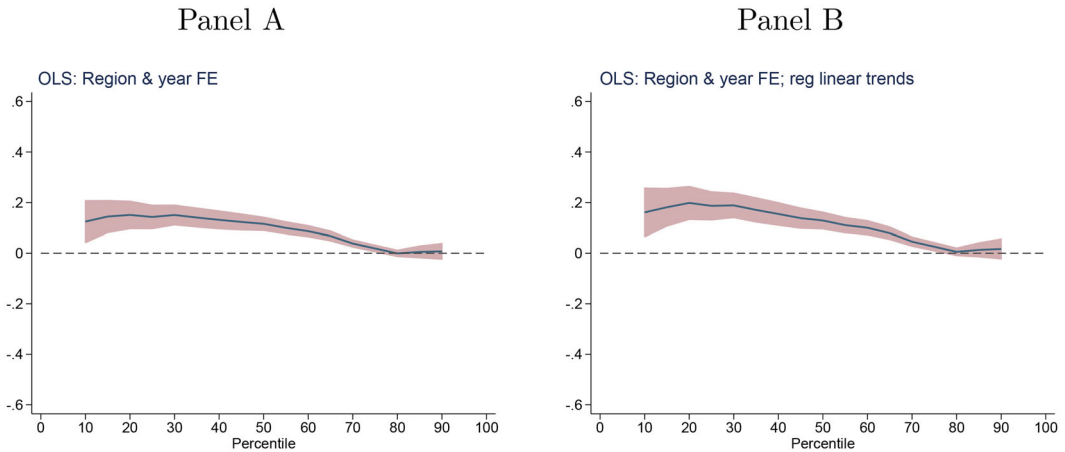 Panel A
OLS: Region & year FE
.6
.4
.2
0
-.2
-.4
-.6
0 10 20 30 40 50 60 70 80 90 100
Percentile
Panel B
OLS: Region & year FE; reg linear trends
.6
.4
.2
0
-.2
-.4
-.6
0 10 20 30 40 50 60 70 80 90 100
Percentile